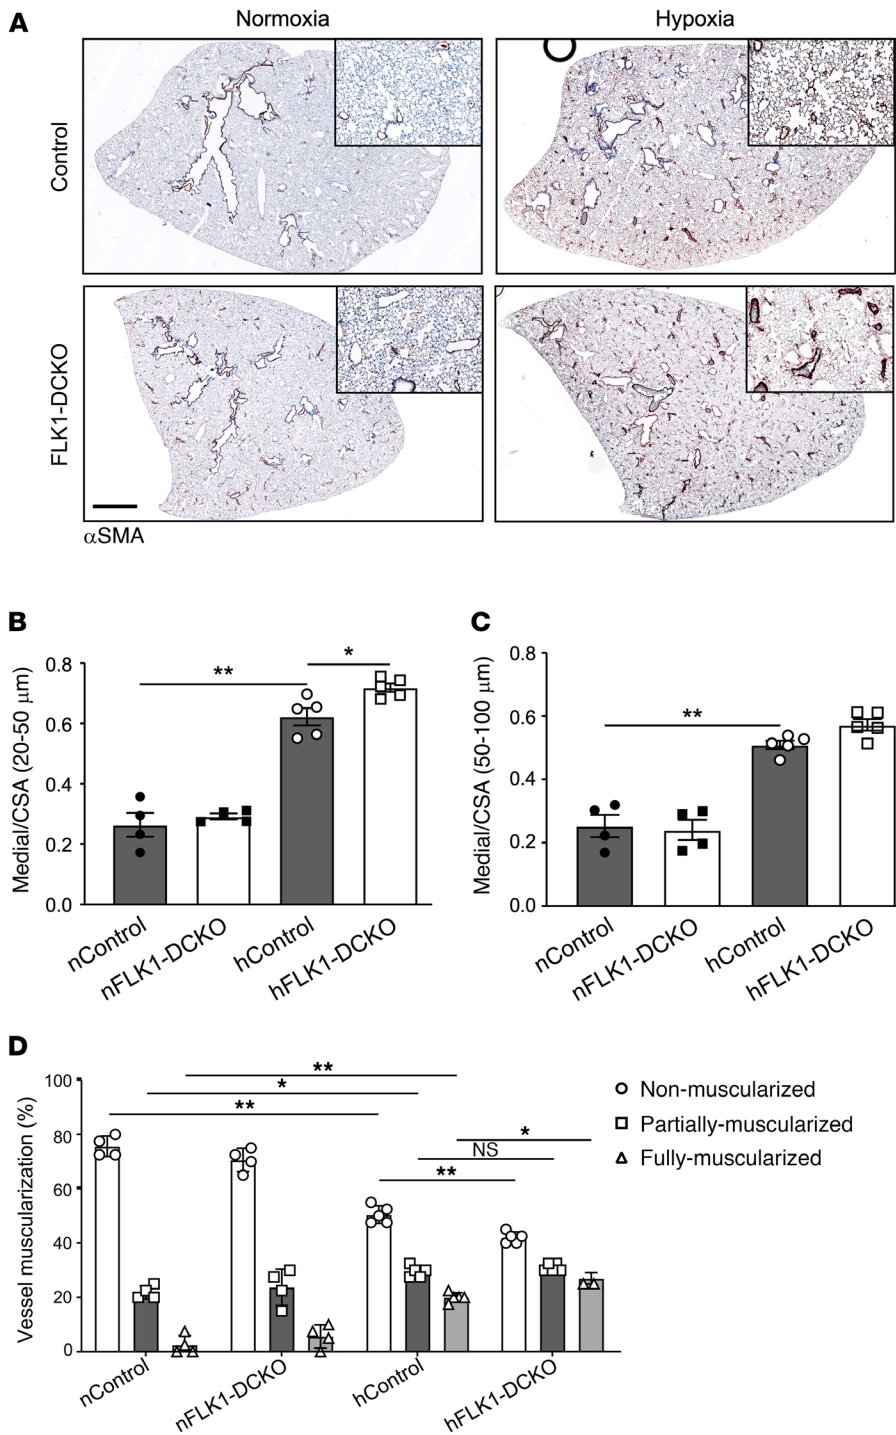 A
Normoxia
Hypoxia
Control
FLK1-DCKO
αSMA
B
Medial/CSA (20-50 μm)
0.8
0.6
0.4
0.2
0.0
**
*
nControl
nFLK1-DCKO
hControl
hFLK1-DCKO
C
Medial/CSA (50-100 μm)
0.8
0.6
0.4
0.2
0.0
**
nControl
nFLK1-DCKO
hControl
hFLK1-DCKO
D
Vessel muscularization (%)
100
80
60
40
20
0
**
*
**
*
NS
**
Non-muscularized
Partially-muscularized
Fully-muscularized
nControl
nFLK1-DCKO
hControl
hFLK1-DCKO